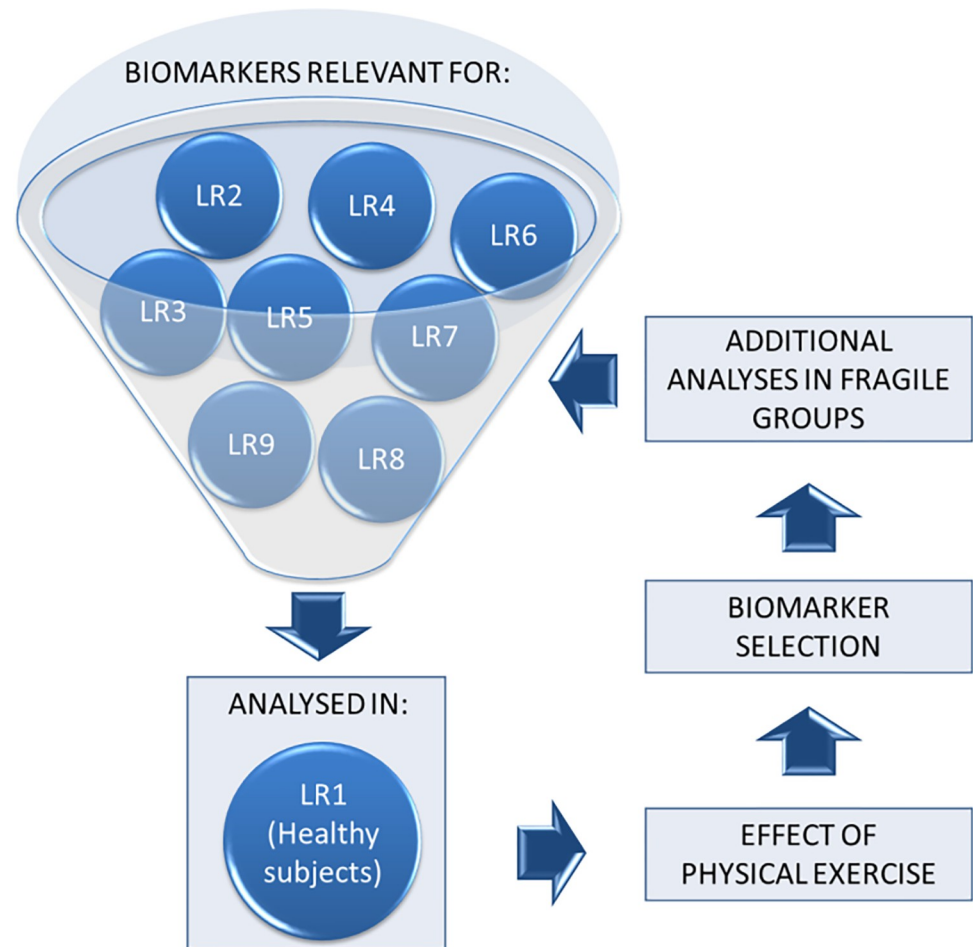 BIOMARKERS RELEVANT FOR:
LR2
LR4
LR6
LR3
LR5
LR7
LR9
LR8
ANALYSED IN:
LR1
(Healthy
subjects)
EFFECT OF
PHYSICAL EXERCISE
BIOMARKER
SELECTION
ADDITIONAL
ANALYSES IN FRAGILE
GROUPS